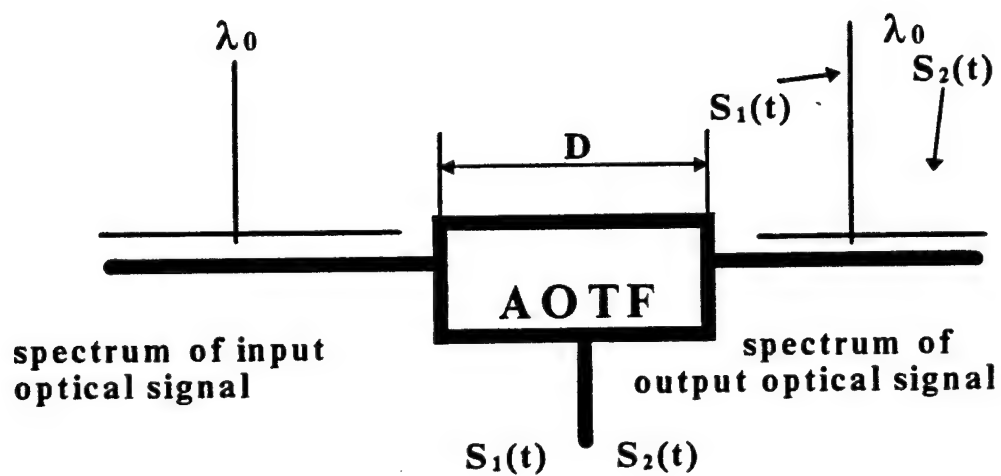 λ₀
λ₀
S₁(t)
S₂(t)
D
AOTF
spectrum of input
optical signal
spectrum of
output optical signal
S₁(t) S₂(t)